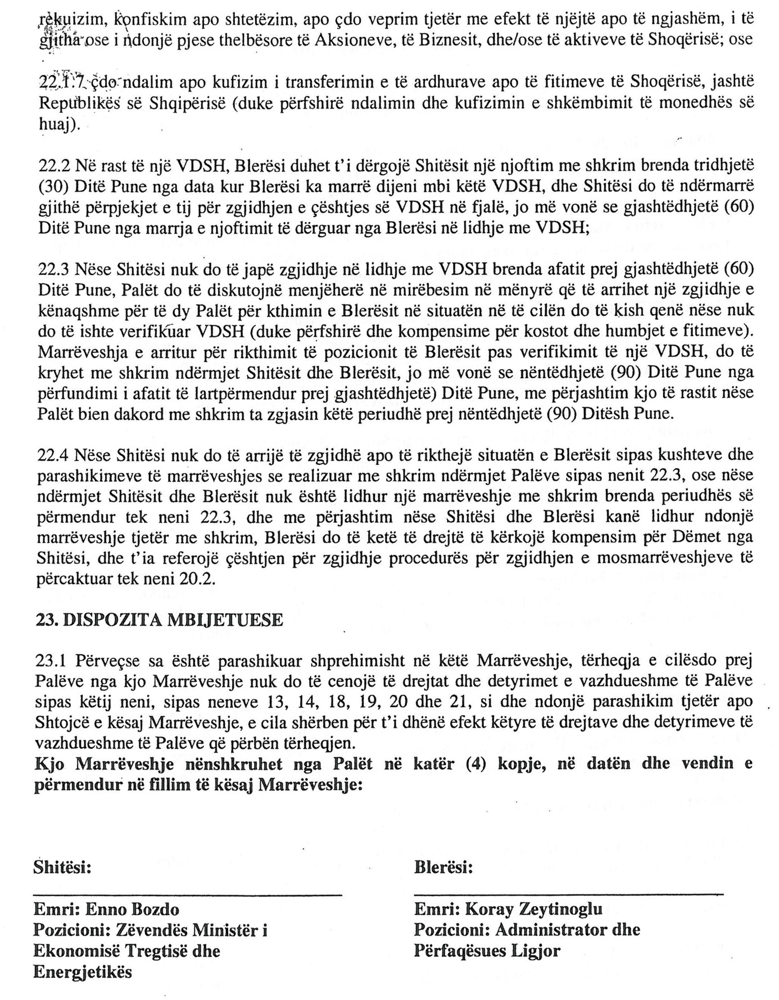 rekuizim, konfiskim apo shtetëzim, apo çdo veprim tjetër me efekt të njëjtë apo të ngjashëm, i të
gjitha ose i ndonjë pjese thelbësore të Aksioneve, të Biznesit, dhe/ose të aktiveve të Shoqërisë; ose
22.1.7 çdo ndalim apo kufizim i transferimin e të ardhurave apo të fitimeve të Shoqërisë, jashtë
Republikës së Shqipërisë (duke përfshirë ndalimin dhe kufizimin e shkëmbimit të monedhës së
huaj).
22.2 Në rast të një VDSH, Blerësi duhet t'i dërgojë Shitësit një njoftim me shkrim brenda tridhjetë
(30) Ditë Pune nga data kur Blerësi ka marrë dijeni mbi këtë VDSH, dhe Shitësi do të ndërmarrë
gjithë përpjekjet e tij për zgjidhjen e çështjes së VDSH në fjalë, jo më vonë se gjashtëdhjetë (60)
Ditë Pune nga marrja e njoftimit të dërguar nga Blerësi në lidhje me VDSH;
22.3 Nëse Shitësi nuk do të japë zgjidhje në lidhje me VDSH brenda afatit prej gjashtëdhjetë (60)
Ditë Pune, Palët do të diskutojnë menjëherë në mirëbesim në mënyrë që të arrihet një zgjidhje e
kënaqshme për të dy Palët për kthimin e Blerësit në situatën në të cilën do të kish qenë nëse nuk
do të ishte verifikuar VDSH (duke përfshirë dhe kompensime për kostot dhe humbjet e fitimeve).
Marrëveshja e arritur për rikthimit të pozicionit të Blerësit pas verifikimit të një VDSH, do të
kryhet me shkrim ndërmjet Shitësit dhe Blerësit, jo më vonë se nëntëdhjetë (90) Ditë Pune nga
përfundimi i afatit të lartpërmendur prej gjashtëdhjetë) Ditë Pune, me përjashtim kjo të rastit nëse
Palët bien dakord me shkrim ta zgjasin këtë periudhë prej nëntëdhjetë (90) Ditësh Pune.
22.4 Nëse Shitësi nuk do të arrijë të zgjidhë apo të rikthejë situatën e Blerësit sipas kushteve dhe
parashikimeve të marrëveshjes se realizuar me shkrim ndërmjet Palëve sipas nenit 22.3, ose nëse
ndërmjet Shitësit dhe Blerësit nuk është lidhur një marrëveshje me shkrim brenda periudhës së
përmendur tek neni 22.3, dhe me përjashtim nëse Shitësi dhe Blerësi kanë lidhur ndonjë
marrëveshje tjetër me shkrim, Blerësi do të ketë të drejtë të kërkojë kompensim për Dëmet nga
Shitësi, dhe t'ia referojë çështjen për zgjidhje procedurës për zgjidhjen e mosmarrëveshjeve të
përcaktuar tek neni 20.2.
23. DISPOZITA MBIJETUESE
23.1 Përveçse sa është parashikuar shprehimisht në këtë Marrëveshje, tërheqja e cilësdo prej
Palëve nga kjo Marrëveshje nuk do të cenojë të drejtat dhe detyrimet e vazhdueshme të Palëve
sipas këtij neni, sipas neneve 13, 14, 18, 19, 20 dhe 21, si dhe ndonjë parashikim tjetër apo
Shtojcë e kësaj Marrëveshje, e cila shërben për t'i dhënë efekt këtyre të drejtave dhe detyrimeve të
vazhdueshme të Palëve që përbën tërheqjen.
Kjo Marrëveshje nënshkruhet nga Palët në katër (4) kopje, në datën dhe vendin e
përmendur në fillim të kësaj Marrëveshje:
Shitësi: Blerësi:
Emri: Enno Bozdo Emri: Koray Zeytinoglu
Pozicioni: Zëvendës Ministër i Pozicioni: Administrator dhe
Ekonomisë Tregtisë dhe Përfaqësues Ligjor
Energjetikës